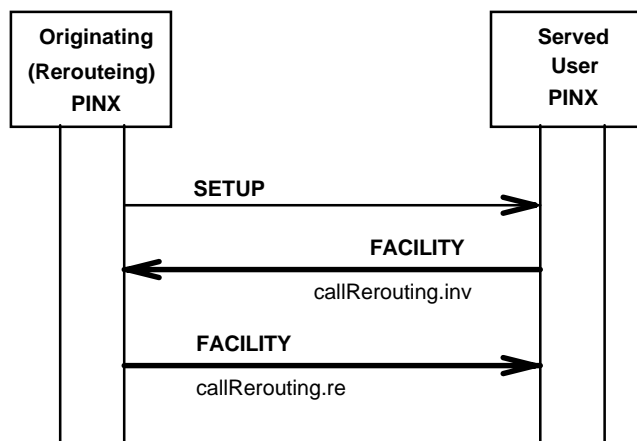 Originating
(Rerouteing)
PINX
Served
User
PINX
SETUP
FACILITY
callRerouting.inv
FACILITY
callRerouting.re